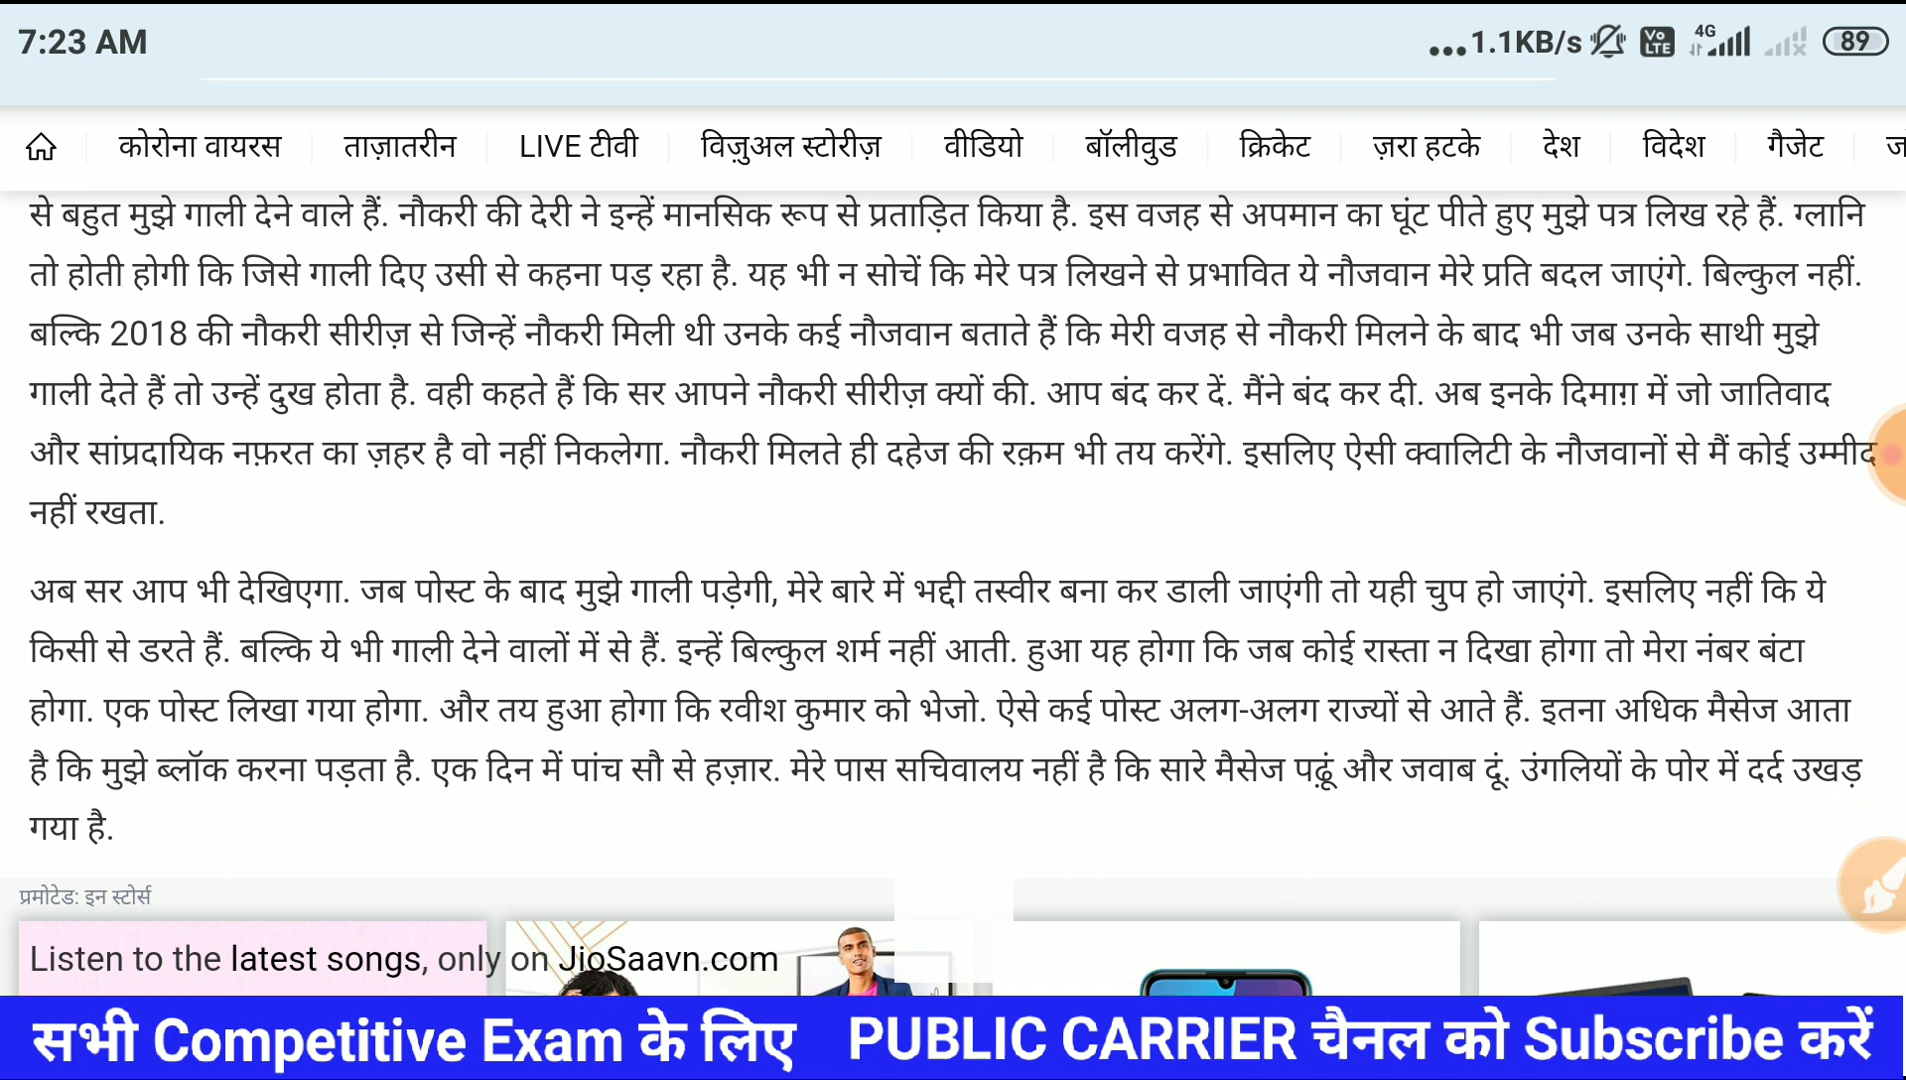 7:23 AM
...1.1KB/s Vo LTE 4G 89
कोरोना वायरस ताज़ातरीन LIVE टीवी विज़ुअल स्टोरीज़ वीडियो बॉलीवुड क्रिकेट ज़रा हटके देश विदेश गैजेट
से बहुत मुझे गाली देने वाले हैं. नौकरी की देरी ने इन्हें मानसिक रूप से प्रताड़ित किया है. इस वजह से अपमान का घूंट पीते हुए मुझे पत्र लिख रहे हैं. ग्लानि
तो होती होगी कि जिसे गाली दिए उसी से कहना पड़ रहा है. यह भी न सोचें कि मेरे पत्र लिखने से प्रभावित ये नौजवान मेरे प्रति बदल जाएंगे. बिल्कुल नहीं.
बल्कि 2018 की नौकरी सीरीज़ से जिन्हें नौकरी मिली थी उनके कई नौजवान बताते हैं कि मेरी वजह से नौकरी मिलने के बाद भी जब उनके साथी मुझे
गाली देते हैं तो उन्हें दुख होता है. वही कहते हैं कि सर आपने नौकरी सीरीज़ क्यों की. आप बंद कर दें. मैंने बंद कर दी. अब इनके दिमाग़ में जो जातिवाद
और सांप्रदायिक नफ़रत का ज़हर है वो नहीं निकलेगा. नौकरी मिलते ही दहेज की रक़म भी तय करेंगे. इसलिए ऐसी क्वालिटी के नौजवानों से मैं कोई उम्मीद
नहीं रखता.
अब सर आप भी देखिएगा. जब पोस्ट के बाद मुझे गाली पड़ेगी, मेरे बारे में भद्दी तस्वीर बना कर डाली जाएंगी तो यही चुप हो जाएंगे. इसलिए नहीं कि ये
किसी से डरते हैं. बल्कि ये भी गाली देने वालों में से हैं. इन्हें बिल्कुल शर्म नहीं आती. हुआ यह होगा कि जब कोई रास्ता न दिखा होगा तो मेरा नंबर बंटा
होगा. एक पोस्ट लिखा गया होगा. और तय हुआ होगा कि रवीश कुमार को भेजो. ऐसे कई पोस्ट अलग-अलग राज्यों से आते हैं. इतना अधिक मैसेज आता
है कि मुझे ब्लॉक करना पड़ता है. एक दिन में पांच सौ से हज़ार. मेरे पास सचिवालय नहीं है कि सारे मैसेज पढ़ूं और जवाब दूं. उंगलियों के पोर में दर्द उखड़
गया है.
प्रमोटेड: इन स्टोर्स
Listen to the latest songs, only on JioSaavn.com
सभी Competitive Exam के लिए PUBLIC CARRIER चैनल को Subscribe करें